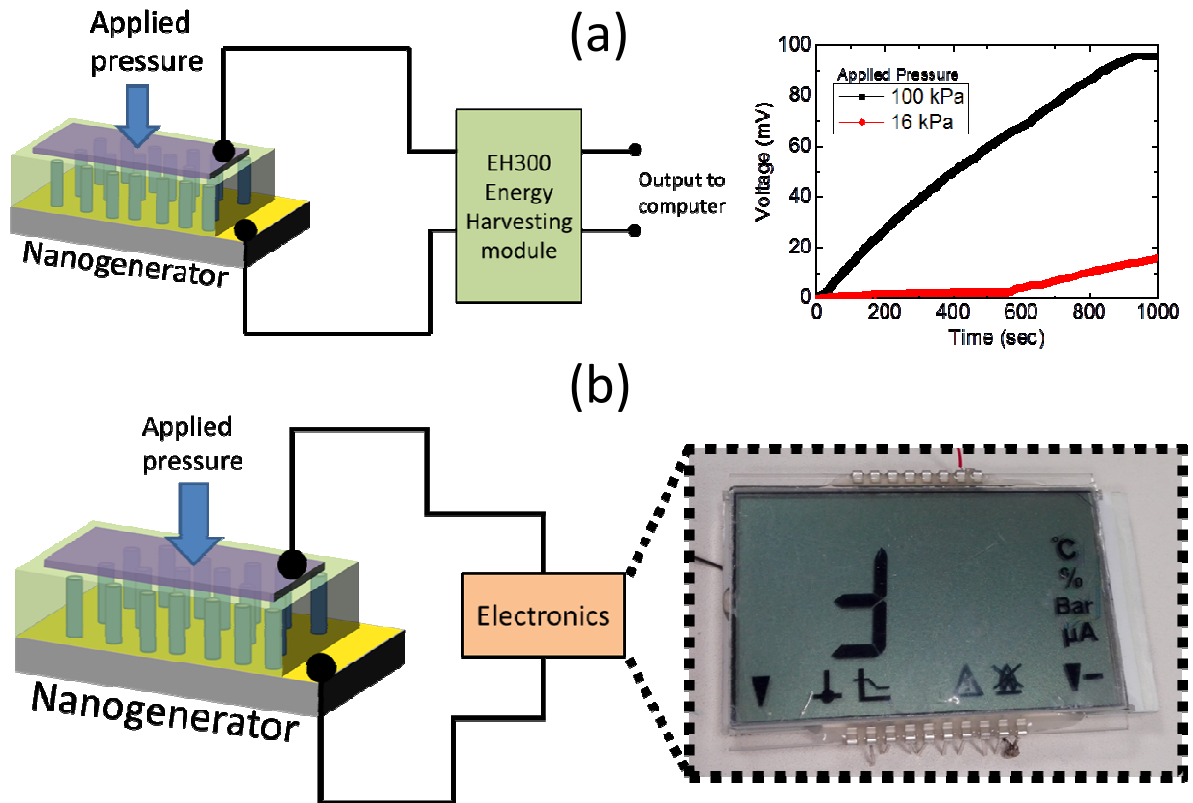 (a)
Applied
pressure
Nanogenerator
EH300
Energy
Harvesting
module
Output to
computer
Voltage (mV)
100
80
60
40
20
0
Applied Pressure
100 kPa
16 kPa
0
200
400
600
800
1000
Time (sec)
(b)
Applied
pressure
Nanogenerator
Electronics
°C
%
Bar
µA